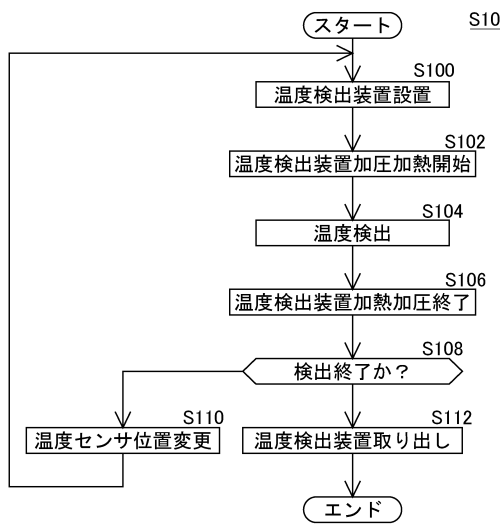 スタート
S10
S100
温度検出装置設置
S102
温度検出装置加圧加熱開始
S104
温度検出
S106
温度検出装置加熱加圧終了
S108
検出終了か？
S110
温度センサ位置変更
S112
温度検出装置取り出し
エンド